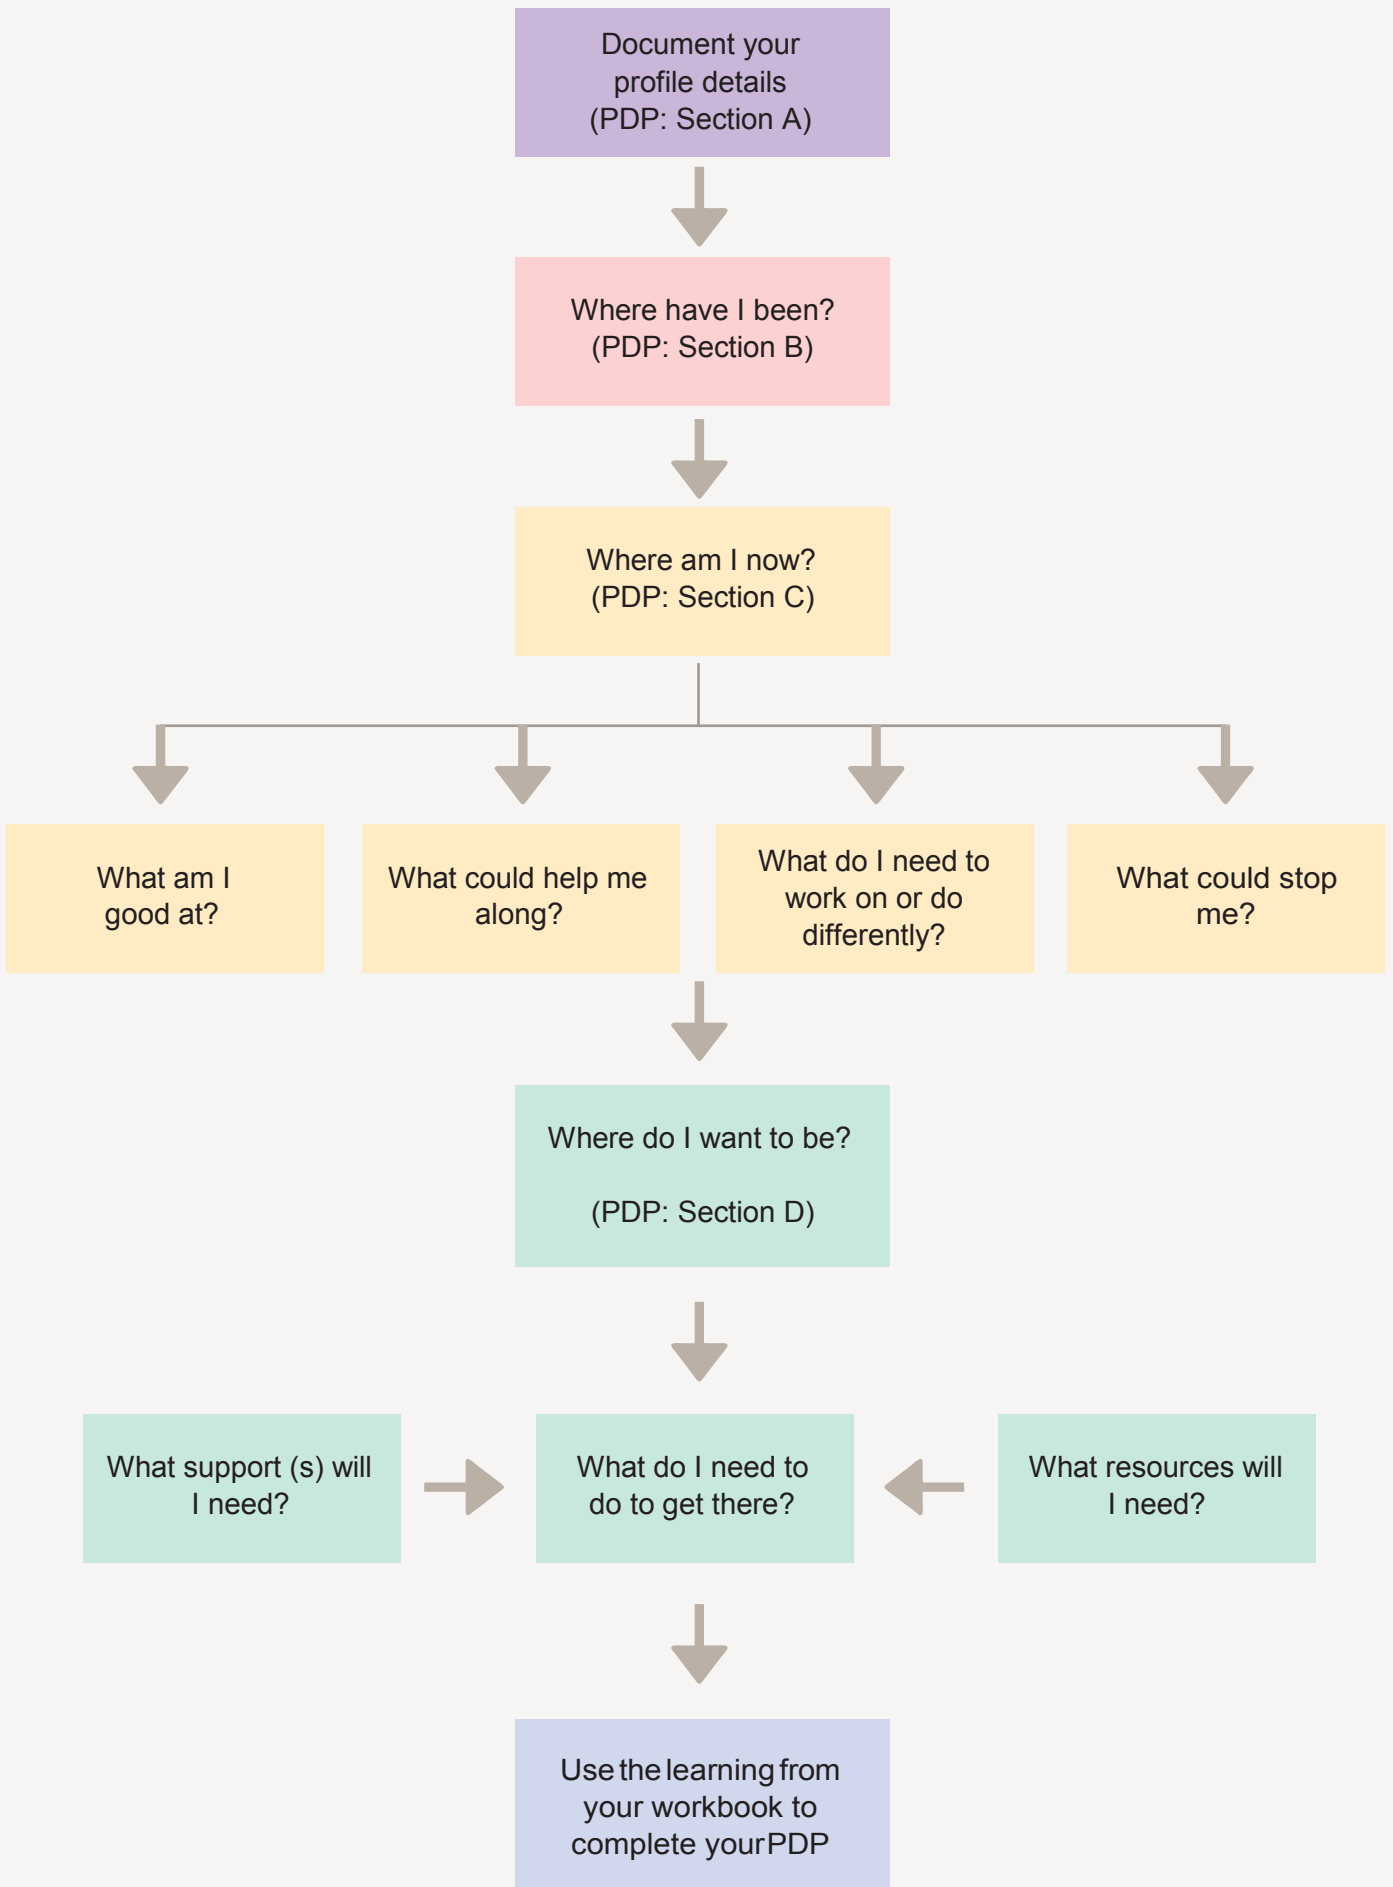 Document your
profile details
(PDP: Section A)
Where have I been?
(PDP: Section B)
Where am I now?
(PDP: Section C)
What am I
good at?
What could help me
along?
What do I need to
work on or do
differently?
What could stop
me?
Where do I want to be?
(PDP: Section D)
What support (s) will
I need?
What do I need to
do to get there?
What resources will
I need?
Use the learning from
your workbook to
complete your PDP